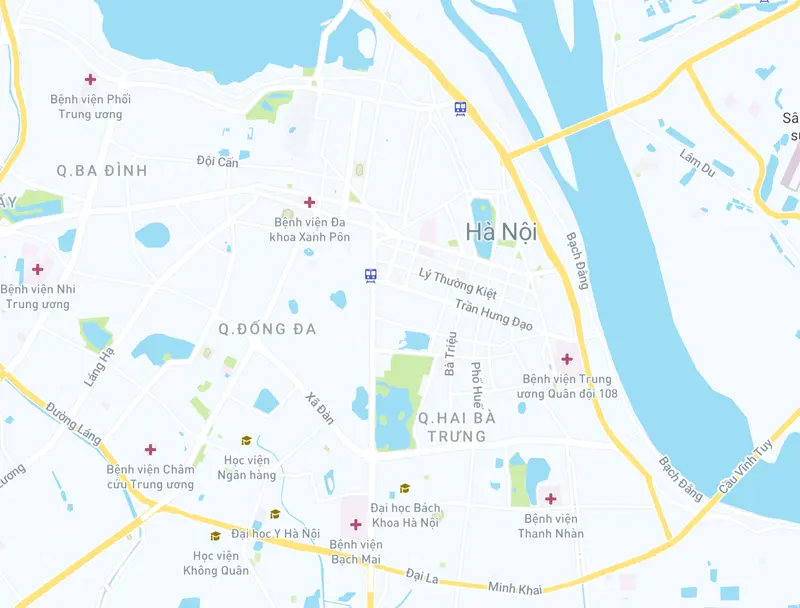 Bệnh viện Phổi
Trung ương
Sâ
s
Đội Cấn
Lâm Du
Q.BA ĐÌNH
ẤY
Bệnh viện Đa
khoa Xanh Pôn
Hà Nội
Bạch Đằng
Bệnh viện Nhi
Trung ương
Lý Thường Kiệt
Trần Hưng Đạo
Q.ĐỐNG ĐA
Bà Triệu
Láng Hạ
Phố Huế
Bệnh viện Trung
ương Quân đội 108
Xã Đàn
Đường Láng
Q.HAI BÀ
TRƯNG
Học viện
Ngân hàng
Bệnh viện Châm
cứu Trung ương
Lương
Cầu Vĩnh Tuy
Bạch Đằng
Đại học Bách
Khoa Hà Nội
Đại học Y Hà Nội
Bệnh viện
Thanh Nhàn
Học viện
Không Quân
Bệnh viện
Bạch Mai
Đại La
Minh Khai